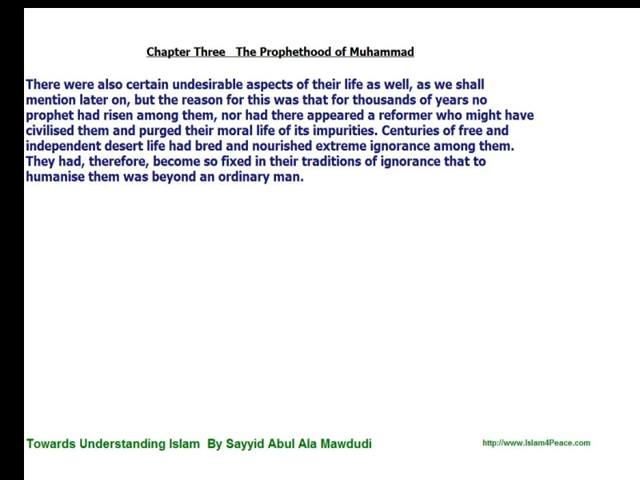 Chapter Three   The Prophethood of Muhammad
There were also certain undesirable aspects of their life as well, as we shall
mention later on, but the reason for this was that for thousands of years no
prophet had risen among them, nor had there appeared a reformer who might have
civilised them and purged their moral life of its impurities. Centuries of free and
independent desert life had bred and nourished extreme ignorance among them.
They had, therefore, become so fixed in their traditions of ignorance that to
humanise them was beyond an ordinary man.
Towards Understanding Islam  By Sayyid Abul Ala Mawdudi
http://www.Islam4Peace.com